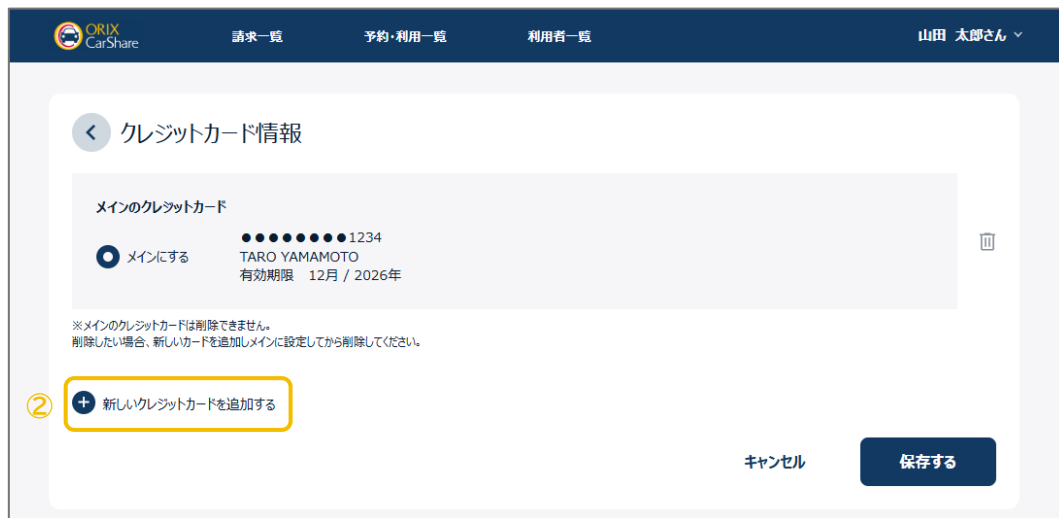 ORIX
CarShare
請求一覧
予約・利用一覧
利用者一覧
山田 太郎さん
クレジットカード情報
メインのクレジットカード
メインにする
●●●●●●●●1234
TARO YAMAMOTO
有効期限 12月 / 2026年
※メインのクレジットカードは削除できません。
削除したい場合、新しいカードを追加しメインに設定してから削除してください。
②
新しいクレジットカードを追加する
キャンセル
保存する